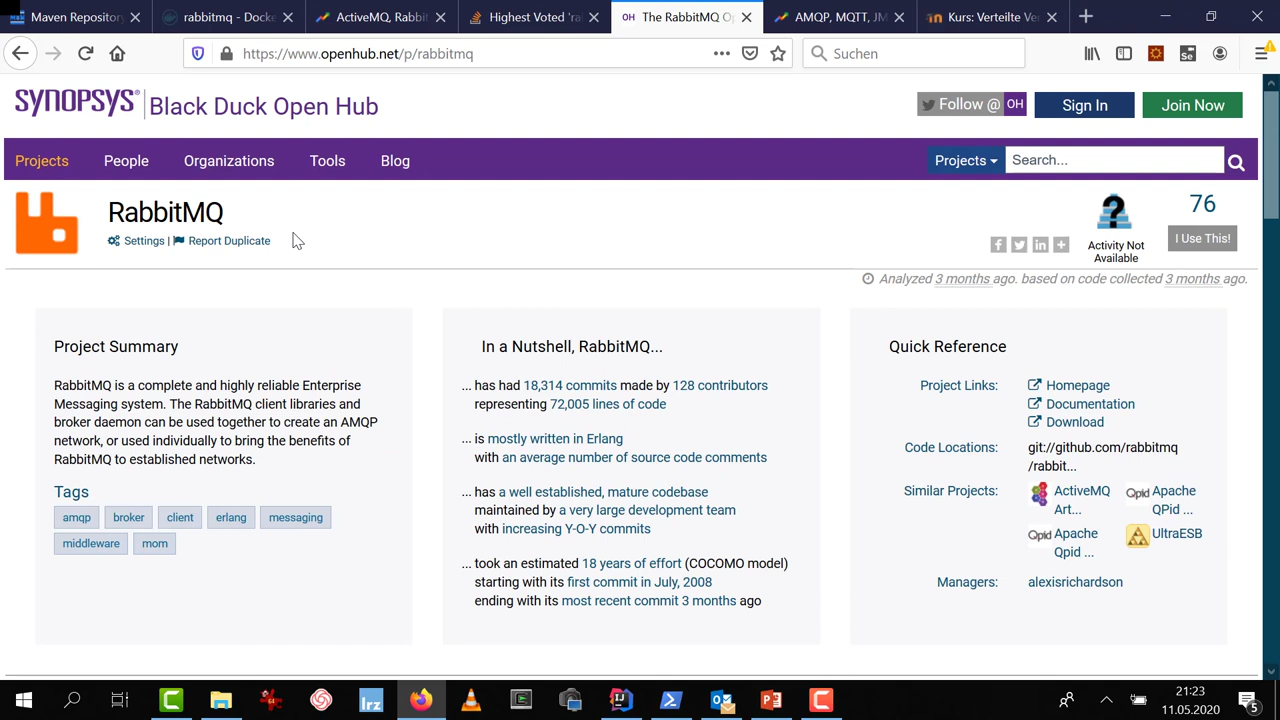 Maven Repository
rabbitmq - Docke
ActiveMQ, Rabbit
Highest Voted 'ra
OH The RabbitMQ Op
AMQP, MQTT, JM
Kurs: Verteilte Ve
https://www.openhub.net/p/rabbitmq
Suchen
SYNOPSYS® Black Duck Open Hub
Follow @ OH
Sign In
Join Now
Projects People Organizations Tools Blog
Projects Search...
RabbitMQ
Settings | Report Duplicate
Activity Not
Available
76
I Use This!
Analyzed 3 months ago. based on code collected 3 months ago.
Project Summary
RabbitMQ is a complete and highly reliable Enterprise
Messaging system. The RabbitMQ client libraries and
broker daemon can be used together to create an AMQP
network, or used individually to bring the benefits of
RabbitMQ to established networks.
Tags
amqp broker client erlang messaging
middleware mom
In a Nutshell, RabbitMQ...
... has had 18,314 commits made by 128 contributors
representing 72,005 lines of code
... is mostly written in Erlang
with an average number of source code comments
... has a well established, mature codebase
maintained by a very large development team
with increasing Y-O-Y commits
... took an estimated 18 years of effort (COCOMO model)
starting with its first commit in July, 2008
ending with its most recent commit 3 months ago
Quick Reference
Project Links: Homepage
Documentation
Download
Code Locations: git://github.com/rabbitmq
/rabbit...
Similar Projects: ActiveMQ
Art...
Qpid Apache
QPid ...
Qpid Apache
Qpid ...
UltraESB
Managers: alexisrichardson
lrz
21:23
11.05.2020
5